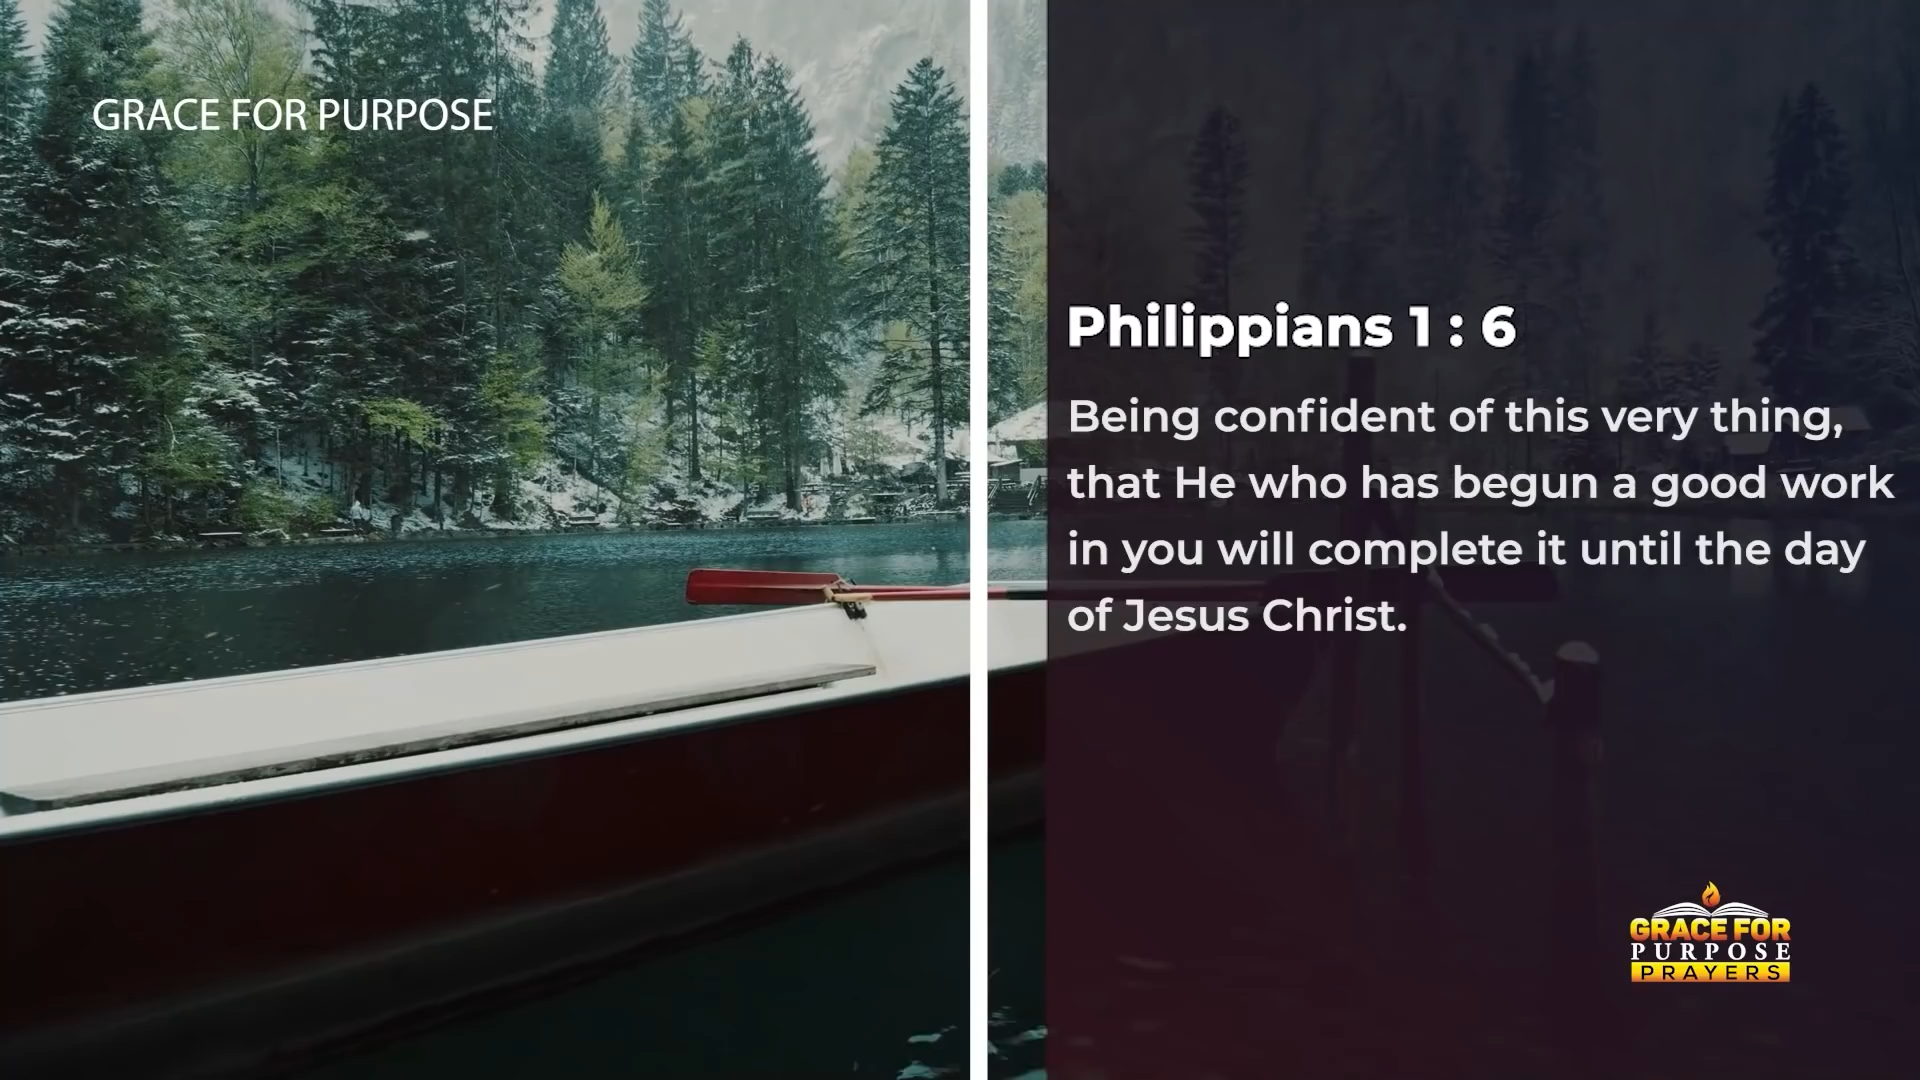 GRACE FOR PURPOSE
Philippians 1 : 6
Being confident of this very thing,
that He who has begun a good work
in you will complete it until the day
of Jesus Christ.
GRACE FOR
PURPOSE
PRAYERS